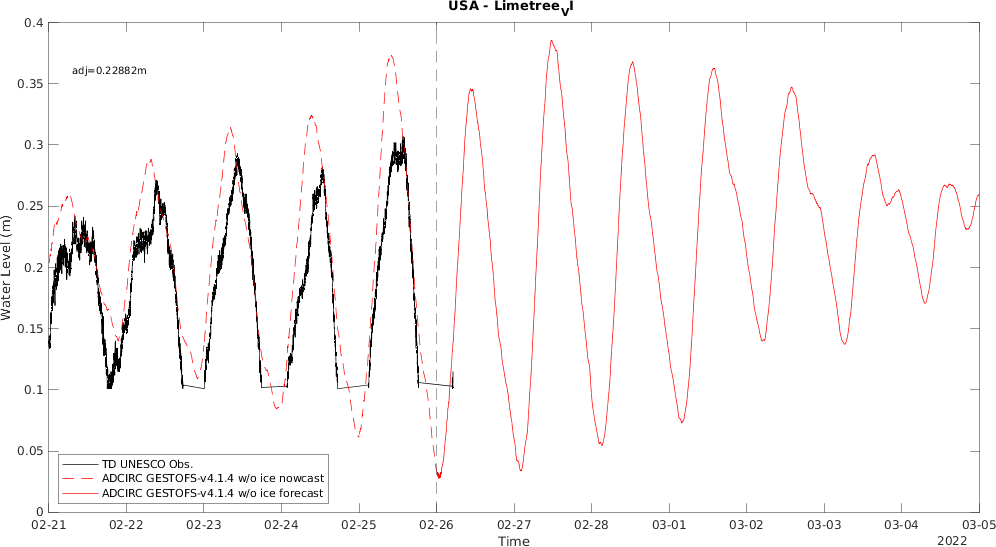 USA - LimetreeVI
0.4
0.35
0.3
0.25
0.2
0.15
0.1
0.05
0
Water Level (m)
adj=0.22882m
TD UNESCO Obs.
ADCIRC GESTOFS-v4.1.4 w/o ice nowcast
ADCIRC GESTOFS-v4.1.4 w/o ice forecast
02-21 02-22 02-23 02-24 02-25 02-26 02-27 02-28 03-01 03-02 03-03 03-04 03-05
Time
2022